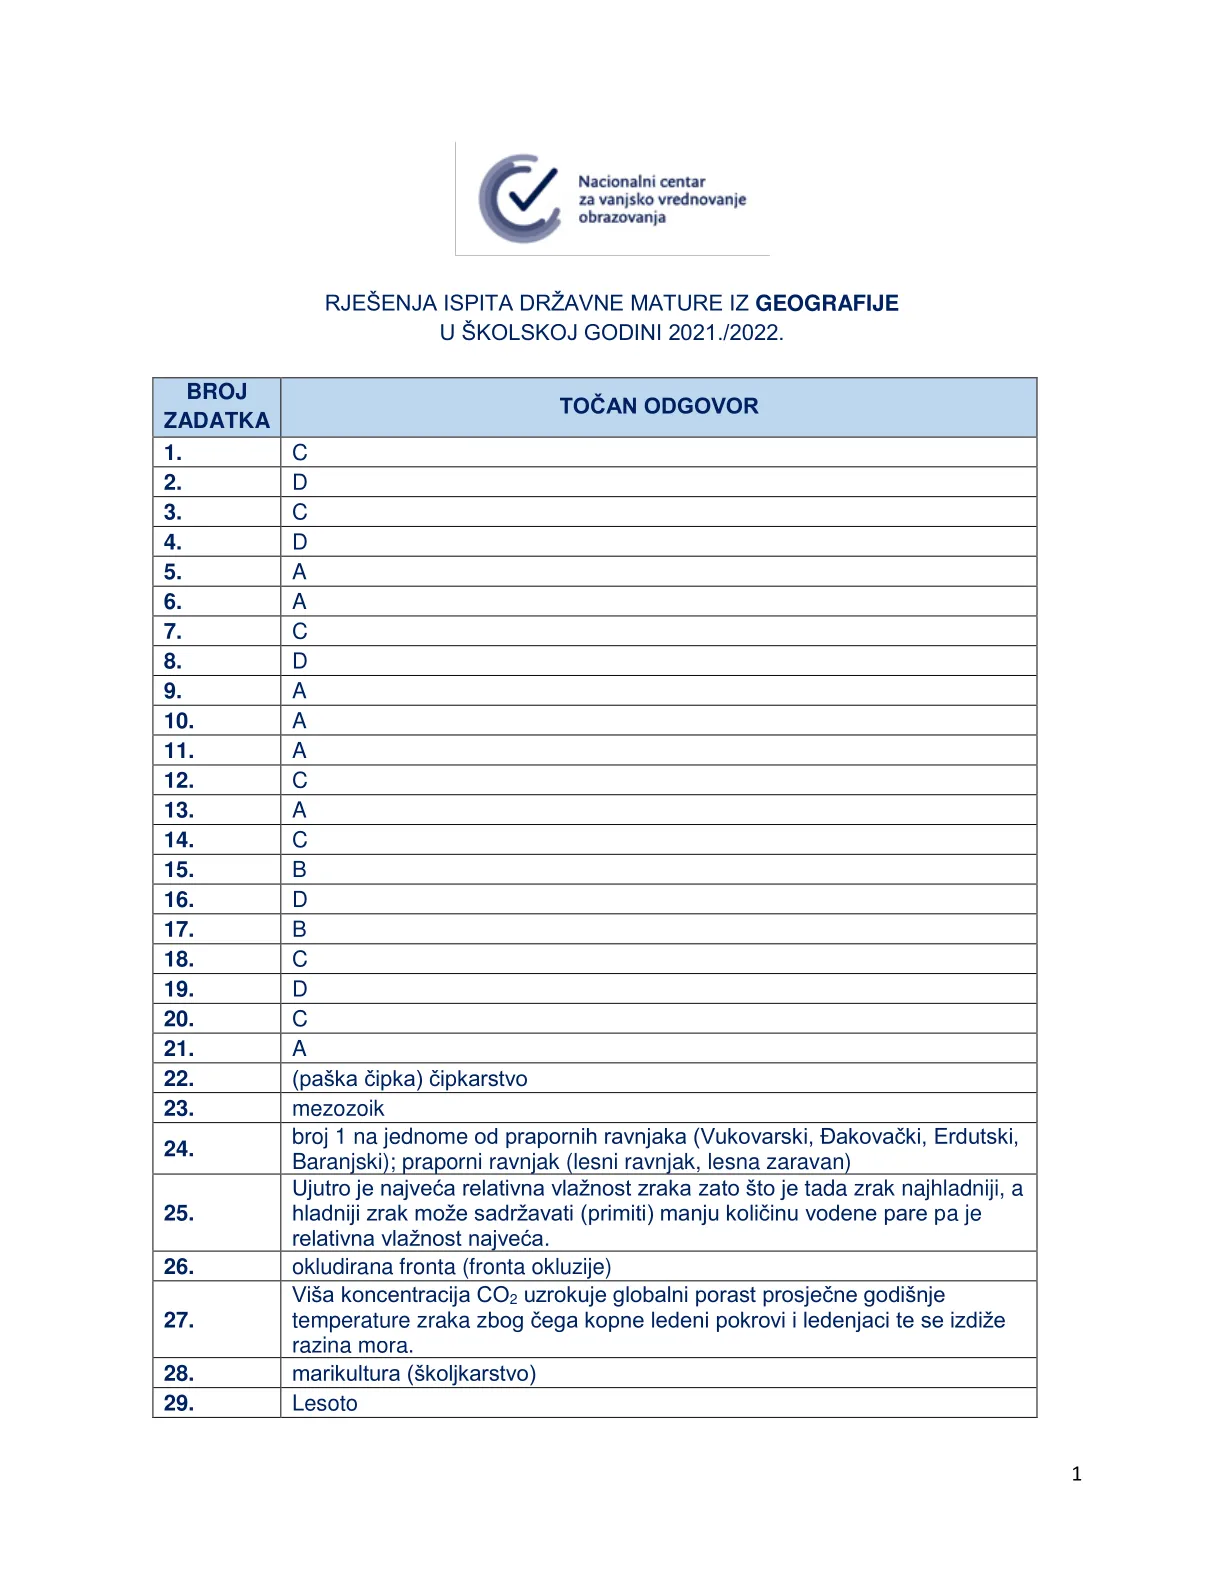 Nacionalni centar
za vanjsko vrednovanje
obrazovanja
RJEŠENJA ISPITA DRŽAVNE MATURE IZ GEOGRAFIJE
U ŠKOLSKOJ GODINI 2021./2022.
BROJ ZADATKA TOČAN ODGOVOR
1. C
2. D
3. C
4. D
5. A
6. A
7. C
8. D
9. A
10. A
11. A
12. C
13. A
14. C
15. B
16. D
17. B
18. C
19. D
20. C
21. A
22. (paška čipka) čipkarstvo
23. mezozoik
24. broj 1 na jednome od prapornih ravnjaka (Vukovarski, Đakovački, Erdutski,
Baranjski); praporni ravnjak (lesni ravnjak, lesna zaravan)
25. Ujutro je najveća relativna vlažnost zraka zato što je tada zrak najhladniji, a
hladniji zrak može sadržavati (primiti) manju količinu vodene pare pa je
relativna vlažnost najveća.
26. okludirana fronta (fronta okluzije)
27. Viša koncentracija CO₂ uzrokuje globalni porast prosječne godišnje
temperature zraka zbog čega kopne ledeni pokrovi i ledenjaci te se izdiže
razina mora.
28. marikultura (školjkarstvo)
29. Lesoto
1